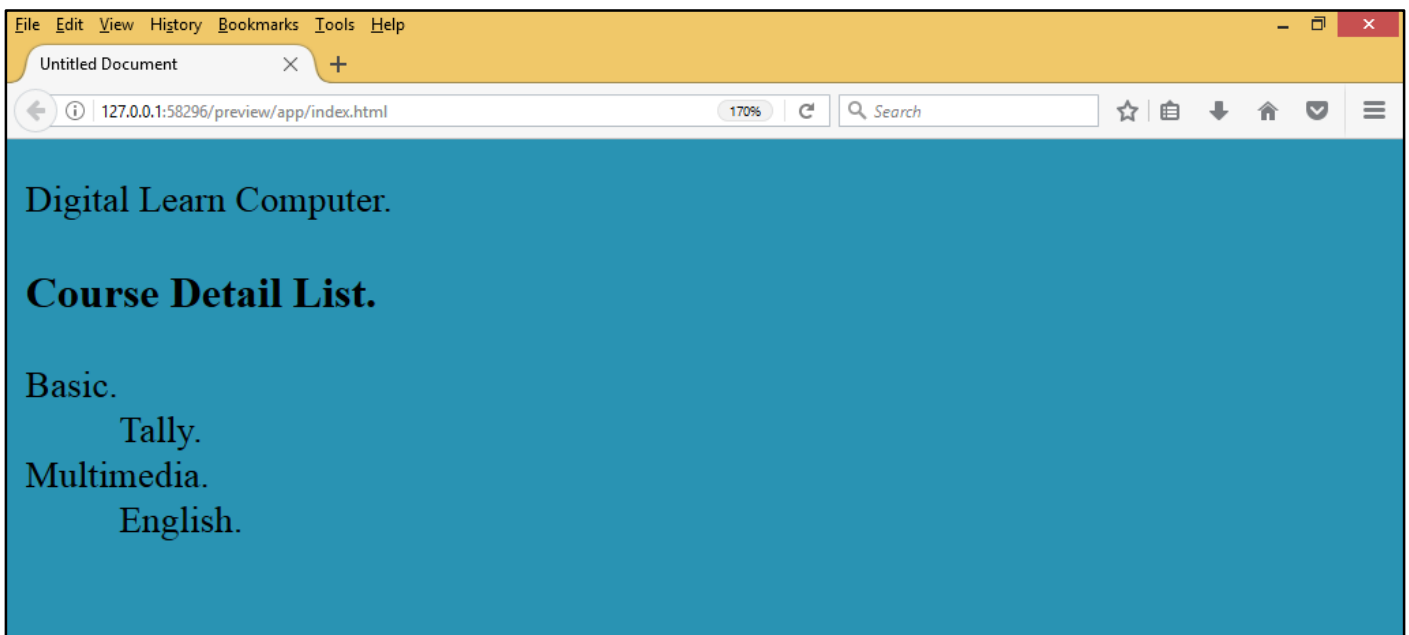 File Edit View History Bookmarks Tools Help
Untitled Document
127.0.0.1:58296/preview/app/index.html 170% Search
Digital Learn Computer.
Course Detail List.
Basic.
Tally.
Multimedia.
English.